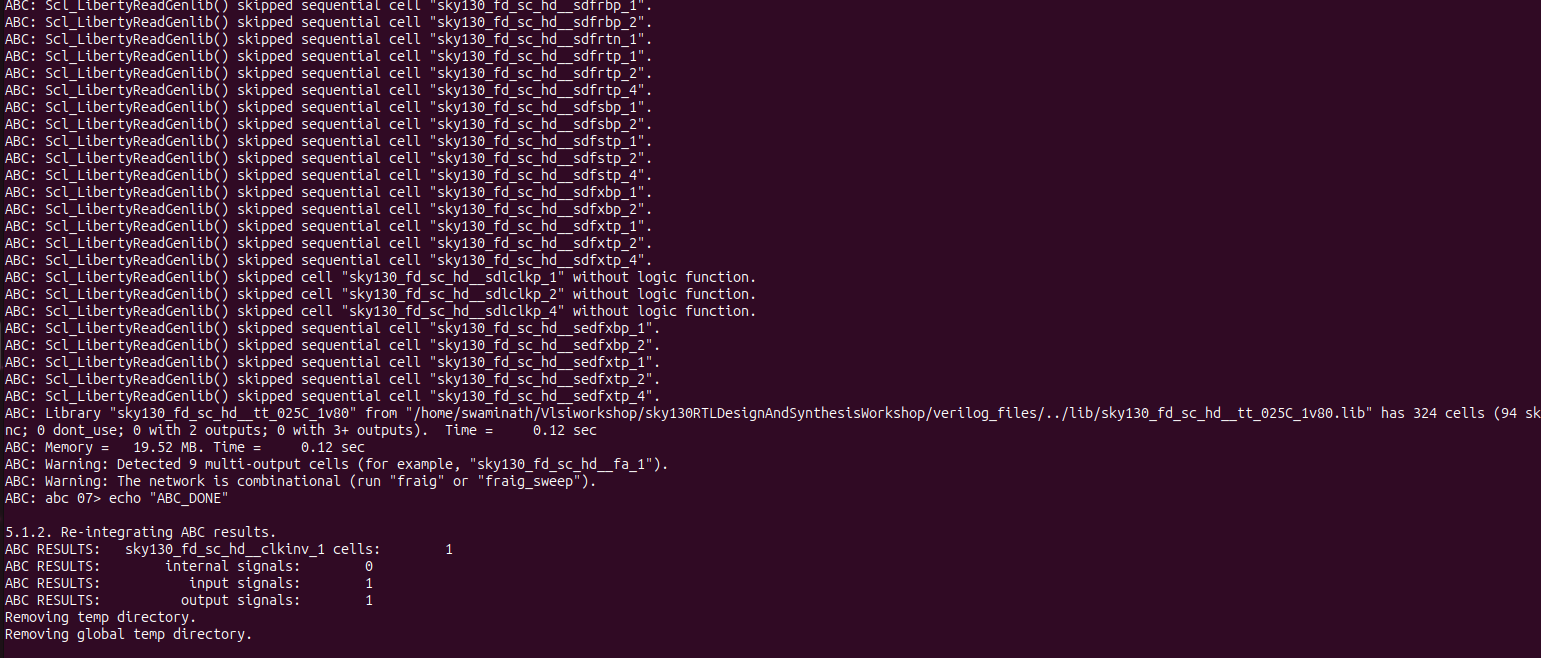 ABC: Scl_LibertyReadGenlib() skipped sequential cell "sky130_fd_sc_hd__sdfrbp_1".
ABC: Scl_LibertyReadGenlib() skipped sequential cell "sky130_fd_sc_hd__sdfrbp_2".
ABC: Scl_LibertyReadGenlib() skipped sequential cell "sky130_fd_sc_hd__sdfrtn_1".
ABC: Scl_LibertyReadGenlib() skipped sequential cell "sky130_fd_sc_hd__sdfrtp_1".
ABC: Scl_LibertyReadGenlib() skipped sequential cell "sky130_fd_sc_hd__sdfrtp_2".
ABC: Scl_LibertyReadGenlib() skipped sequential cell "sky130_fd_sc_hd__sdfrtp_4".
ABC: Scl_LibertyReadGenlib() skipped sequential cell "sky130_fd_sc_hd__sdfsbp_1".
ABC: Scl_LibertyReadGenlib() skipped sequential cell "sky130_fd_sc_hd__sdfsbp_2".
ABC: Scl_LibertyReadGenlib() skipped sequential cell "sky130_fd_sc_hd__sdfstp_1".
ABC: Scl_LibertyReadGenlib() skipped sequential cell "sky130_fd_sc_hd__sdfstp_2".
ABC: Scl_LibertyReadGenlib() skipped sequential cell "sky130_fd_sc_hd__sdfstp_4".
ABC: Scl_LibertyReadGenlib() skipped sequential cell "sky130_fd_sc_hd__sdfxbp_1".
ABC: Scl_LibertyReadGenlib() skipped sequential cell "sky130_fd_sc_hd__sdfxbp_2".
ABC: Scl_LibertyReadGenlib() skipped sequential cell "sky130_fd_sc_hd__sdfxtp_1".
ABC: Scl_LibertyReadGenlib() skipped sequential cell "sky130_fd_sc_hd__sdfxtp_2".
ABC: Scl_LibertyReadGenlib() skipped sequential cell "sky130_fd_sc_hd__sdfxtp_4".
ABC: Scl_LibertyReadGenlib() skipped cell "sky130_fd_sc_hd__sdlclkp_1" without logic function.
ABC: Scl_LibertyReadGenlib() skipped cell "sky130_fd_sc_hd__sdlclkp_2" without logic function.
ABC: Scl_LibertyReadGenlib() skipped cell "sky130_fd_sc_hd__sdlclkp_4" without logic function.
ABC: Scl_LibertyReadGenlib() skipped sequential cell "sky130_fd_sc_hd__sedfxbp_1".
ABC: Scl_LibertyReadGenlib() skipped sequential cell "sky130_fd_sc_hd__sedfxbp_2".
ABC: Scl_LibertyReadGenlib() skipped sequential cell "sky130_fd_sc_hd__sedfxtp_1".
ABC: Scl_LibertyReadGenlib() skipped sequential cell "sky130_fd_sc_hd__sedfxtp_2".
ABC: Scl_LibertyReadGenlib() skipped sequential cell "sky130_fd_sc_hd__sedfxtp_4".
ABC: Library "sky130_fd_sc_hd__tt_025C_1v80" from "/home/swaminath/Vlsiworkshop/sky130RTLDesignAndSynthesisWorkshop/verilog_files/../lib/sky130_fd_sc_hd__tt_025C_1v80.lib" has 324 cells (94 sk
nc; 0 dont_use; 0 with 2 outputs; 0 with 3+ outputs).  Time =     0.12 sec
ABC: Memory =   19.52 MB. Time =     0.12 sec
ABC: Warning: Detected 9 multi-output cells (for example, "sky130_fd_sc_hd__fa_1").
ABC: Warning: The network is combinational (run "fraig" or "fraig_sweep").
ABC: abc 07> echo "ABC_DONE"
5.1.2. Re-integrating ABC results.
ABC RESULTS:   sky130_fd_sc_hd__clkinv_1 cells:        1
ABC RESULTS:        internal signals:        0
ABC RESULTS:           input signals:        1
ABC RESULTS:          output signals:        1
Removing temp directory.
Removing global temp directory.